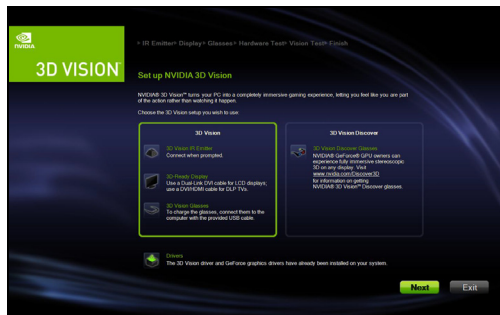 nVIDIA
3D VISION
> IR Emitter> Display> Glasses> Hardware Test> Vision Test> Finish
Set up NVIDIA 3D Vision
NVIDIA® 3D Vision™ turns your PC into a completely immersive gaming experience, letting you feel like you are part
of the action rather than watching it happen.
Choose the 3D Vision setup you wish to use:
3D Vision
3D Vision IR Emitter
Connect when prompted.
3D-Ready Display
Use a Dual-Link DVI cable for LCD displays;
use a DVI/HDMI cable for DLP TVs.
3D Vision Glasses
To charge the glasses, connect them to the
computer with the provided USB cable.
3D Vision Discover
3D Vision Discover Glasses
NVIDIA® GeForce® GPU owners can
experience fully immersive stereoscopic
3D on any display. Visit
www.nvidia.com/Discover3D
for information on getting
NVIDIA® 3D Vision™ Discover glasses.
Drivers
The 3D Vision driver and GeForce graphics drivers have already been installed on your system.
Next
Exit